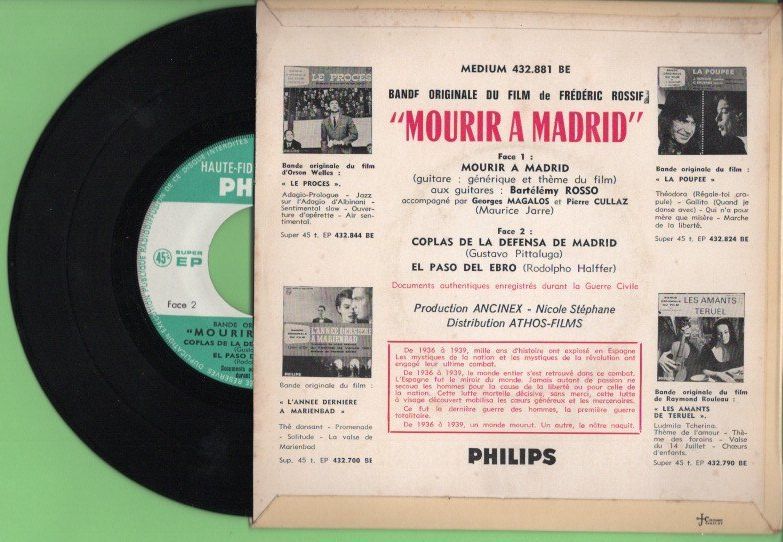 HAUTE-FID
PH
45
SUPER
EP
Face 2
BANDE ORIGINALE DU
"MOURIR
COPLAS DE LA DE
EL PASO DEL EB
LE PROCES
Bande originale du film
d'Orson Welles :
« LE PROCES ».
Adagio-Prologue - Jazz
sur l'Adagio d'Albinoni -
Sentimental slow - Ouver-
ture d'opérette - Air sen-
timental.
Super 45 t. EP 432.844 BE
L'ANNÉE DERNIÈRE
A MARIENBAD
PHILIPS
Bande originale du film :
« L'ANNEE DERNIERE
A MARIENBAD »
Thé dansant - Promenade
- Solitude - La valse de
Marienbad
Sup. 45 t. EP 432.700 BE
MEDIUM 432.881 BE
BANDE ORIGINALE DU FILM de FRÉDÉRIC ROSSIF
"MOURIR A MADRID"
Face 1 :
MOURIR A MADRID
(guitare : générique et thème du film)
aux guitares : Bartélémy ROSSO
accompagné par Georges MAGALOS et Pierre CULLAZ
(Maurice Jarre)
Face 2 :
COPLAS DE LA DEFENSA DE MADRID
(Gustavo Pittaluga)
EL PASO DEL EBRO (Rodolpho Halffer)
Documents authentiques enregistrés durant la Guerre Civile
Production ANCINEX - Nicole Stéphane
Distribution ATHOS-FILMS
De 1936 à 1939, mille ans d'histoire ont explosé en Espagne
Les mystiques de la nation et les mystiques de la révolution ont
engagé leur ultime combat.
De 1936 à 1939, le monde entier s'est retrouvé dans ce combat.
L'Espagne fut le miroir du monde. Jamais autant de passion ne
secoua les hommes pour la cause de la liberté ou pour celle de
la nation. Cette lutte mortelle décisive, sans merci, cette lutte
à visage découvert mobilisa les cœurs généreux et les mercenaires.
Ce fut la dernière guerre des hommes, la première guerre
totalitaire.
De 1936 à 1939, un monde mourut. Un autre, le nôtre naquit.
PHILIPS
LA POUPEE
Bande originale du film :
« LA POUPEE »
Théodora (Régale-toi cra-
pule) - Gallito (Quand je
danse avec) - Qui n'a pour
mère que misère - Marche
de la liberté.
Super 45 t. EP 432.824 BE
LES AMANTS
TERUEL
Bande originale du film
de Raymond Rouleau :
« LES AMANTS
DE TERUEL ».
Ludmila Tcherina.
Thème de l'amour - Thè-
me des forains - Valse
du 14 Juillet - Chœurs
d'enfants.
Super 45 t. EP 432.790 BE